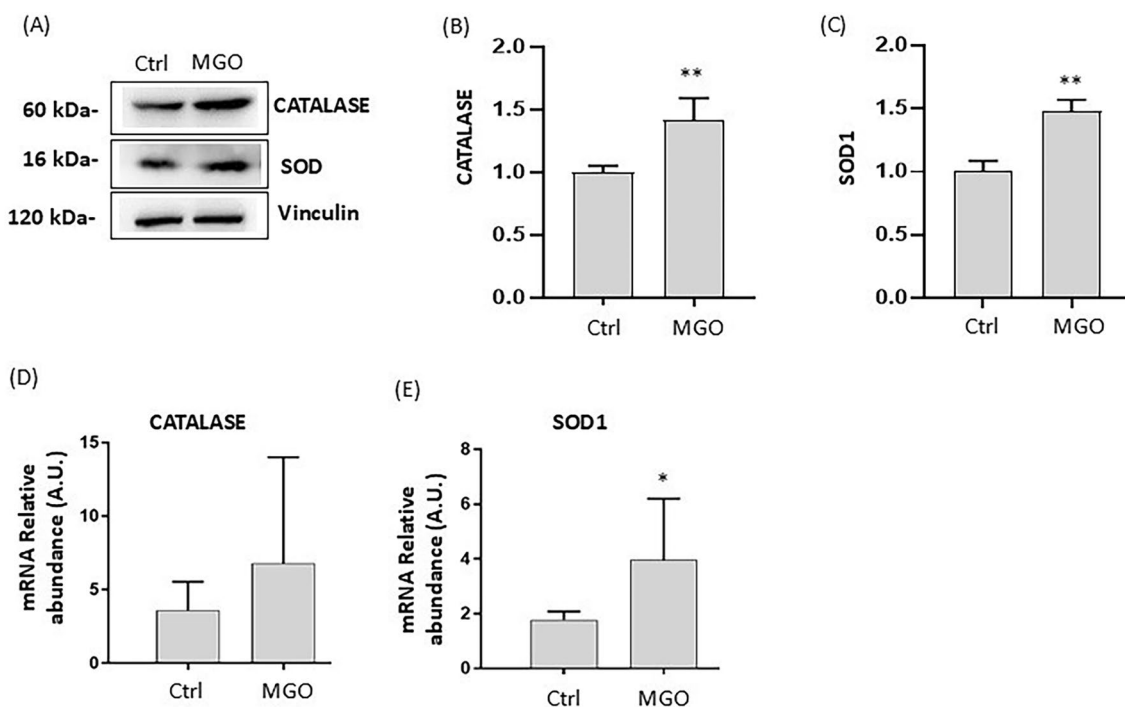 (A)
Ctrl MGO
60 kDa- CATALASE
16 kDa- SOD
120 kDa- Vinculin
(B)
CATALASE
2.0
1.5
1.0
0.5
0.0
**
Ctrl MGO
(C)
SOD1
2.0
1.5
1.0
0.5
0.0
**
Ctrl MGO
(D)
CATALASE
mRNA Relative
abundance (A.U.)
15
10
5
0
Ctrl MGO
(E)
SOD1
mRNA Relative
abundance (A.U.)
8
6
4
2
0
*
Ctrl MGO